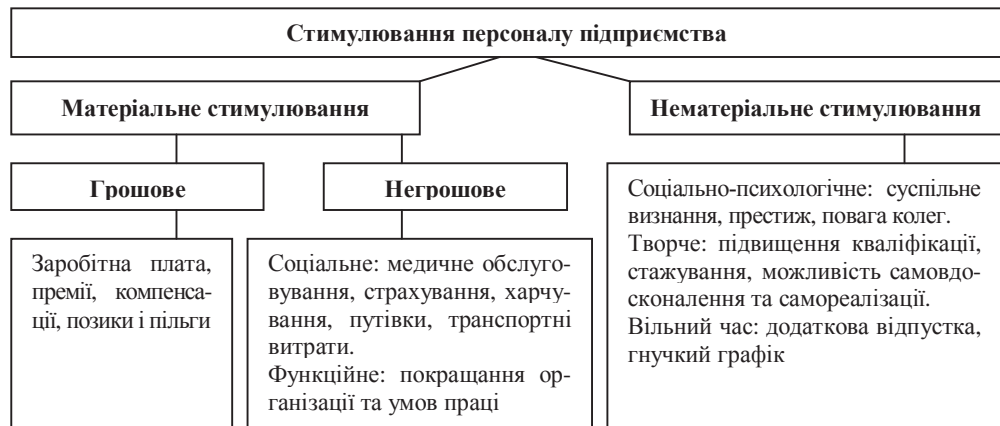 Стимулювання персоналу підприємства
Матеріальне стимулювання
Нематеріальне стимулювання
Грошове
Негрошове
Заробітна плата,
премії, компенса-
ції, позики і пільги
Соціальне: медичне обслуго-
вування, страхування, харчу-
вання, путівки, транспортні
витрати.
Функційне: покращання ор-
ганізації та умов праці
Соціально-психологічне: суспільне
визнання, престиж, повага колег.
Творче: підвищення кваліфікації,
стажування, можливість самовдо-
сконалення та самореалізації.
Вільний час: додаткова відпустка,
гнучкий графік